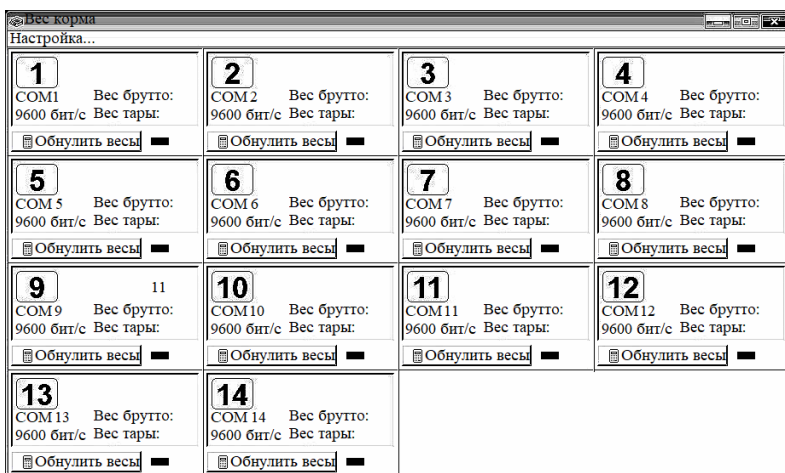 Вес корма
Настройка...
1
COM1 Вес брутто:
9600 бит/с Вес тары:
Обнулить весы
2
COM 2 Вес брутто:
9600 бит/с Вес тары:
Обнулить весы
3
COM 3 Вес брутто:
9600 бит/с Вес тары:
Обнулить весы
4
COM 4 Вес брутто:
9600 бит/с Вес тары:
Обнулить весы
5
COM 5 Вес брутто:
9600 бит/с Вес тары:
Обнулить весы
6
COM 6 Вес брутто:
9600 бит/с Вес тары:
Обнулить весы
7
COM 7 Вес брутто:
9600 бит/с Вес тары:
Обнулить весы
8
COM 8 Вес брутто:
9600 бит/с Вес тары:
Обнулить весы
9 11
COM 9 Вес брутто:
9600 бит/с Вес тары:
Обнулить весы
10
COM10 Вес брутто:
9600 бит/с Вес тары:
Обнулить весы
11
COM11 Вес брутто:
9600 бит/с Вес тары:
Обнулить весы
12
COM12 Вес брутто:
9600 бит/с Вес тары:
Обнулить весы
13
COM 13 Вес брутто:
9600 бит/с Вес тары:
Обнулить весы
14
COM 14 Вес брутто:
9600 бит/с Вес тары:
Обнулить весы